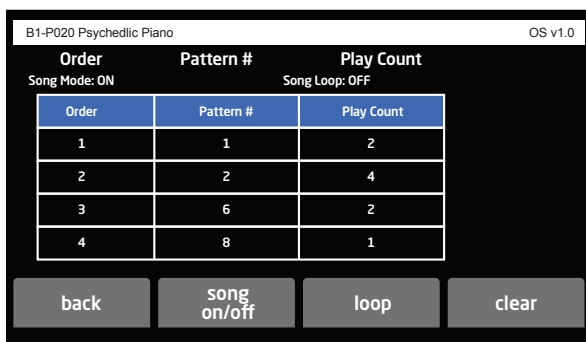 B1-P020 Psychedlic Piano OS v1.0
Order Pattern # Play Count
Song Mode: ON Song Loop: OFF
Order Pattern # Play Count
1 1 2
2 2 4
3 6 2
4 8 1
back song on/off loop clear